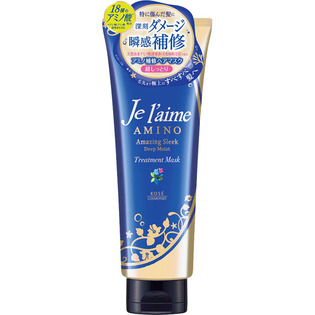 18種の
アミノ酸
特に傷んだ髪に
深刻ダメージ
瞬感補修
アミノ補修ヘアマスク
超しっとり
Je l'aime
AMINO
Amazing Sleek
Deep Moist
Treatment Mask
KOSÉ
COSMEPORT